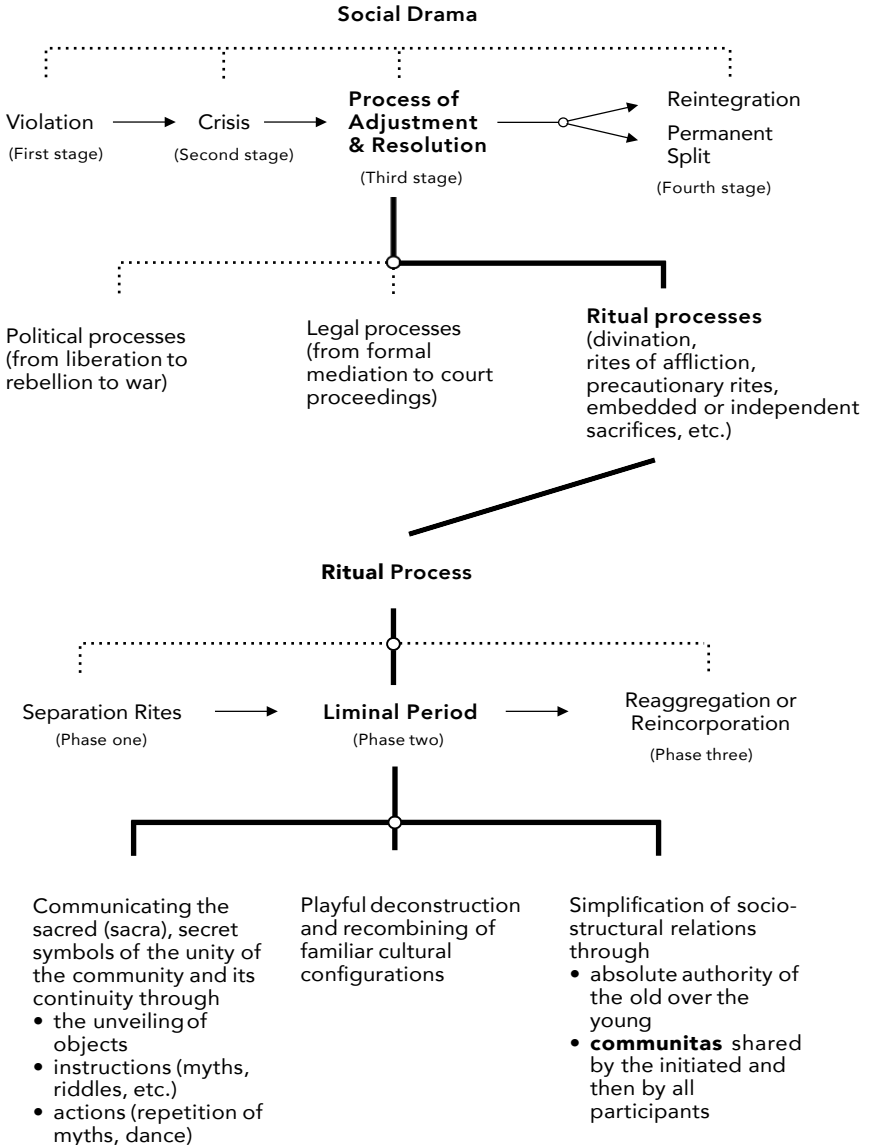 Social Drama
Violation
(First stage)
Crisis
(Second stage)
Process of
Adjustment
& Resolution
(Third stage)
Reintegration
Permanent
Split
(Fourth stage)
Political processes
(from liberation to
rebellion to war)
Legal processes
(from formal
mediation to court
proceedings)
Ritual processes
(divination,
rites of affliction,
precautionary rites,
embedded or independent
sacrifices, etc.)
Ritual Process
Separation Rites
(Phase one)
Liminal Period
(Phase two)
Reaggregation or
Reincorporation
(Phase three)
Communicating the
sacred (sacra), secret
symbols of the unity of
the community and its
continuity through
• the unveiling of
objects
• instructions (myths,
riddles, etc.)
• actions (repetition of
myths, dance)
Playful deconstruction
and recombining of
familiar cultural
configurations
Simplification of socio-
structural relations
through
• absolute authority of
the old over the
young
• communitas shared
by the initiated and
then by all
participants